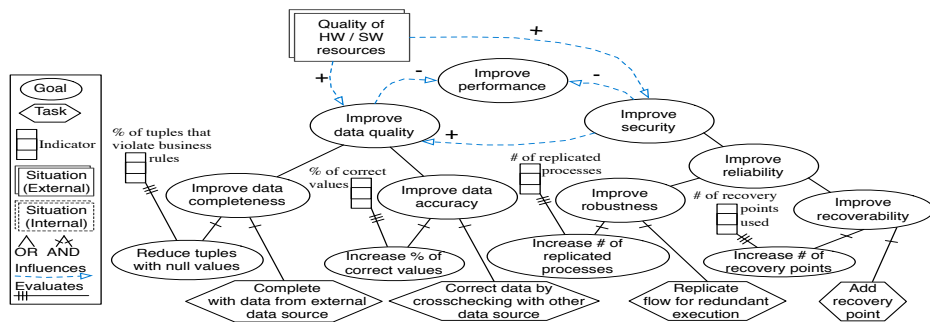 Quality of
HW / SW
resources
+
+
-
-
+
Improve
performance
Improve
data quality
Improve
security
Goal
Task
Indicator
Situation
(External)
Situation
(Internal)
OR AND
Influences
Evaluates
% of tuples that
violate business
rules
% of correct
values
# of replicated
processes
Improve
reliability
Improve data
completeness
Improve data
accuracy
Improve
robustness
# of recovery
points
used
Improve
recoverability
Reduce tuples
with null values
Increase % of
correct values
Increase # of
replicated
processes
Increase # of
recovery points
Complete
with data from external
data source
Correct data by
crosschecking with other
data source
Replicate
flow for redundant
execution
Add
recovery
point